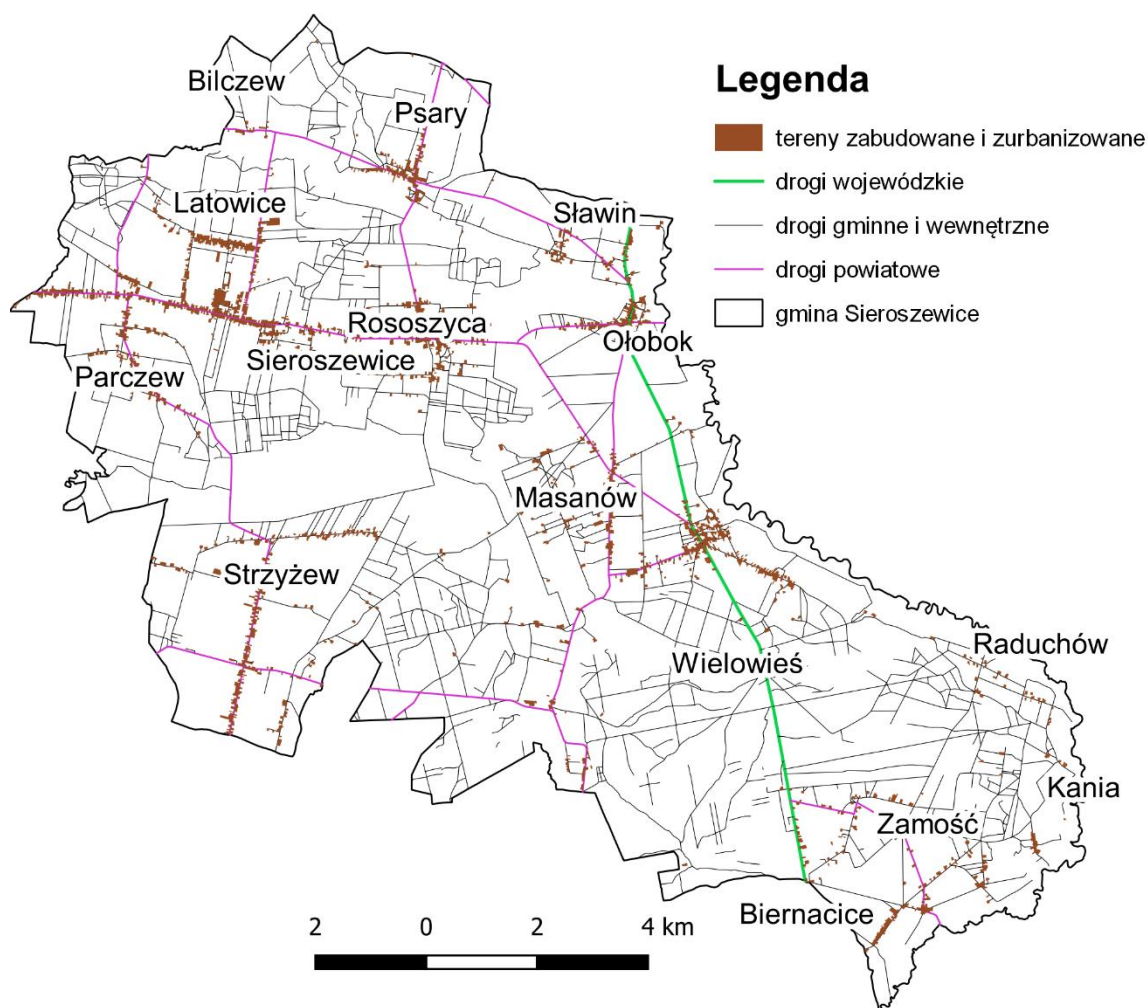 Bilczew
Psary
Latowice
Sławin
Rososzyca
Sieroszewice
Ołobok
Parczew
Masanów
Strzyżew
Wielowieś
Raduchów
Kania
Zamość
Biernacice
Legenda
tereny zabudowane i zurbanizowane
drogi wojewódzkie
drogi gminne i wewnętrzne
drogi powiatowe
gmina Sieroszewice
2 0 2 4 km